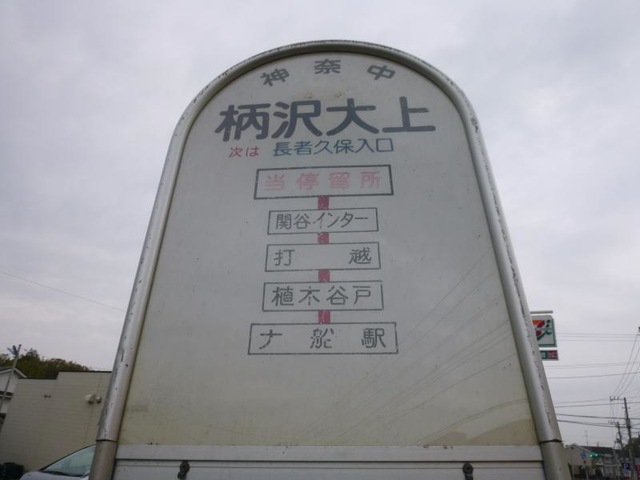 神奈中
柄沢大上
次は 長者久保入口
当停留所
関谷インター
打越
植木谷戸
大船駅
7